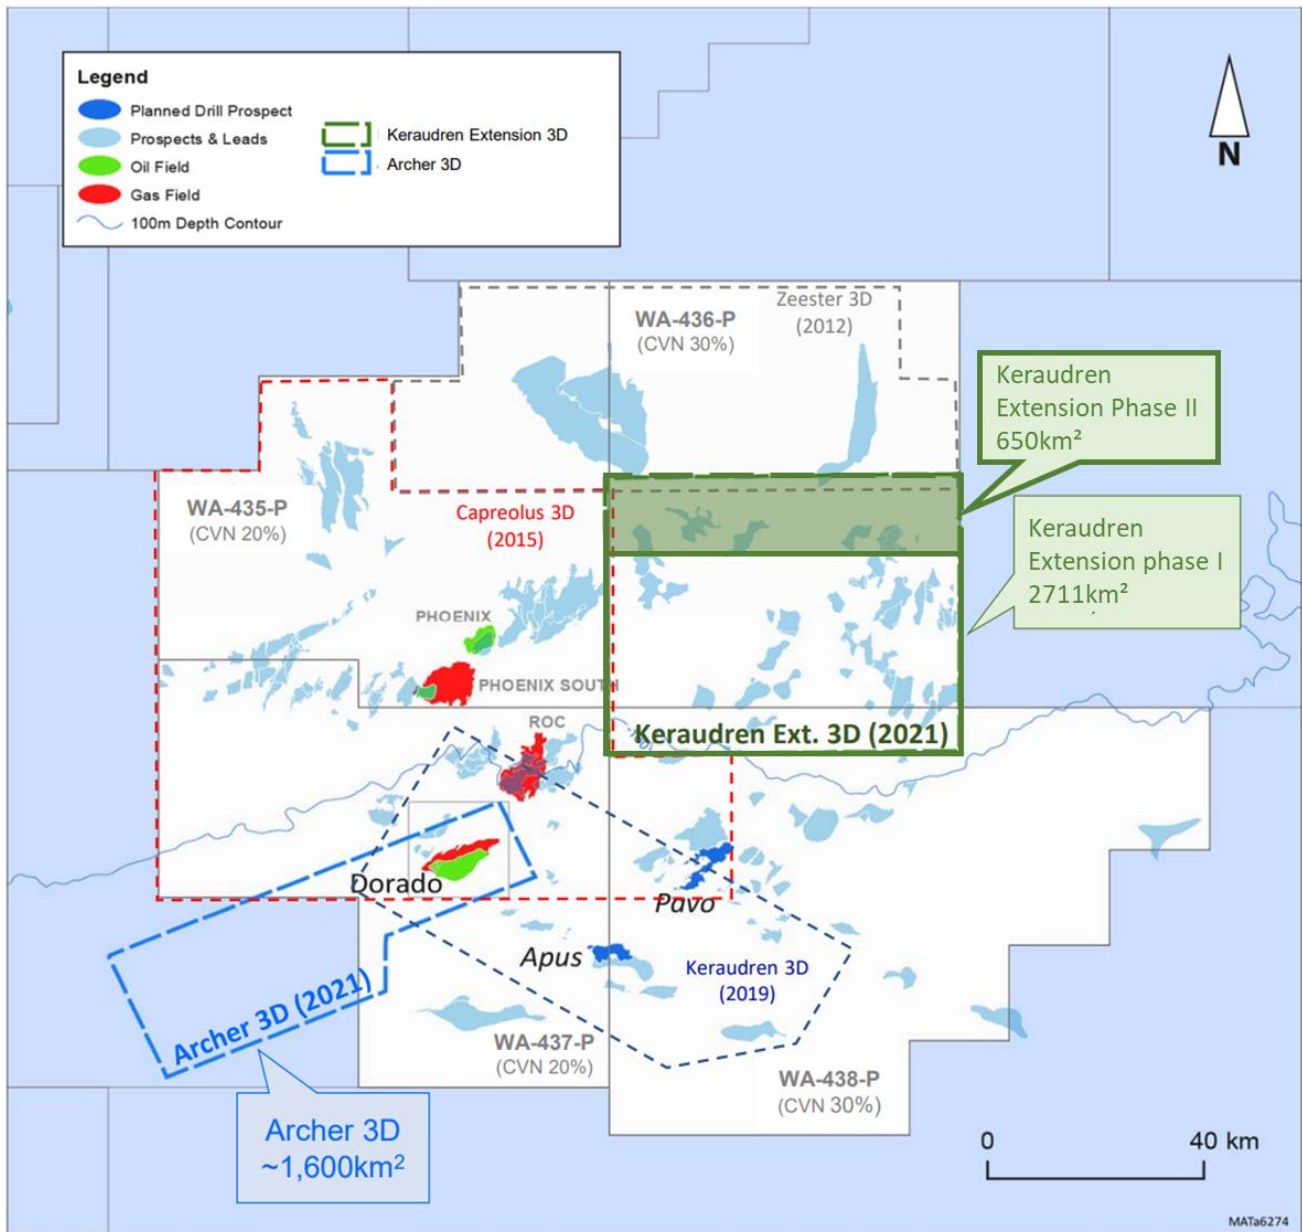 Legend
Planned Drill Prospect
Prospects & Leads
Oil Field
Gas Field
100m Depth Contour
Keraudren Extension 3D
Archer 3D
N
Zeester 3D
(2012)
WA-436-P
(CVN 30%)
Keraudren
Extension Phase II
650km²
WA-435-P
(CVN 20%)
Capreolus 3D
(2015)
Keraudren
Extension phase I
2711km²
PHOENIX
PHOENIX SOUTH
ROC
Keraudren Ext. 3D (2021)
Dorado
Pavo
Apus
Keraudren 3D
(2019)
Archer 3D (2021)
WA-437-P
(CVN 20%)
WA-438-P
(CVN 30%)
Archer 3D
~1,600km²
0 40 km
MATa6274